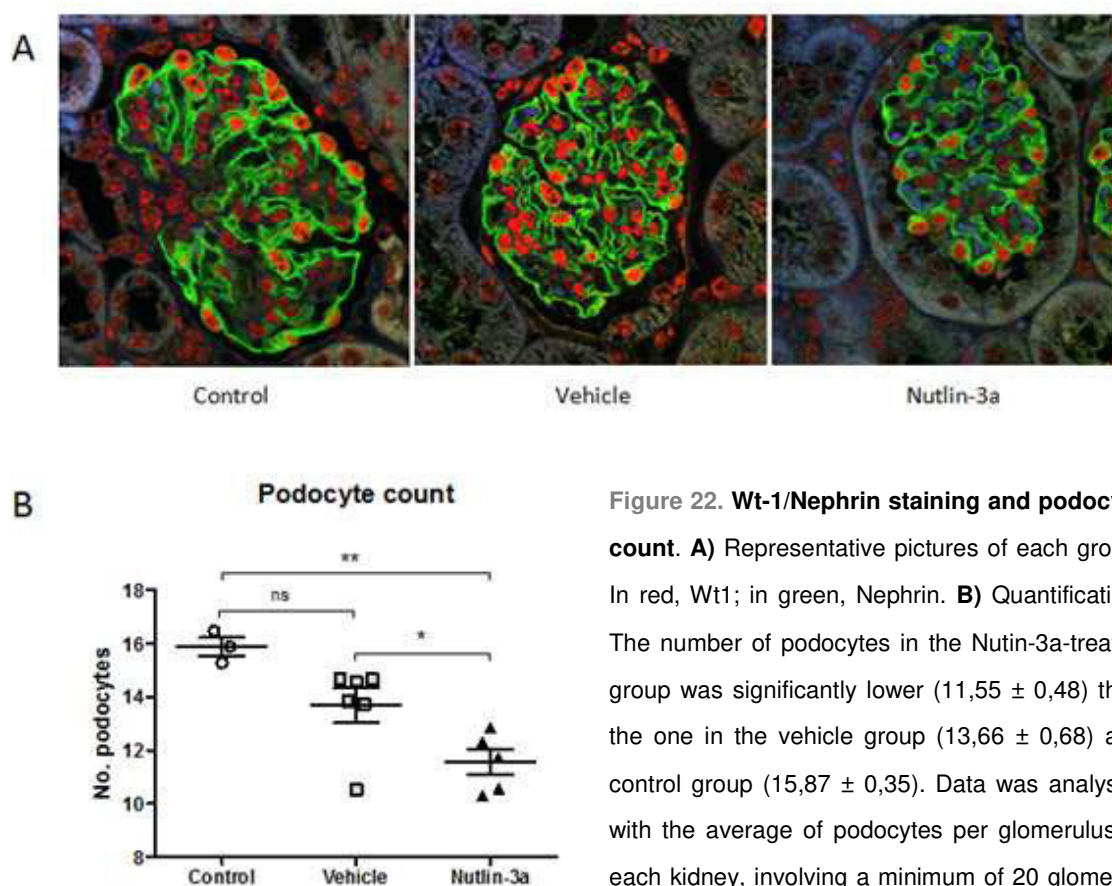 A
Control Vehicle Nutlin-3a
B
Podocyte count
**
ns
*
18
16
14
12
10
8
No. podocytes
Control Vehicle Nutlin-3a
Figure 22. Wt-1/Nephrin staining and podocy
count. A) Representative pictures of each gro
In red, Wt1; in green, Nephrin. B) Quantificati
The number of podocytes in the Nutin-3a-trea
group was significantly lower (11,55 ± 0,48) th
the one in the vehicle group (13,66 ± 0,68) a
control group (15,87 ± 0,35). Data was analys
with the average of podocytes per glomerulus
each kidney, involving a minimum of 20 glome